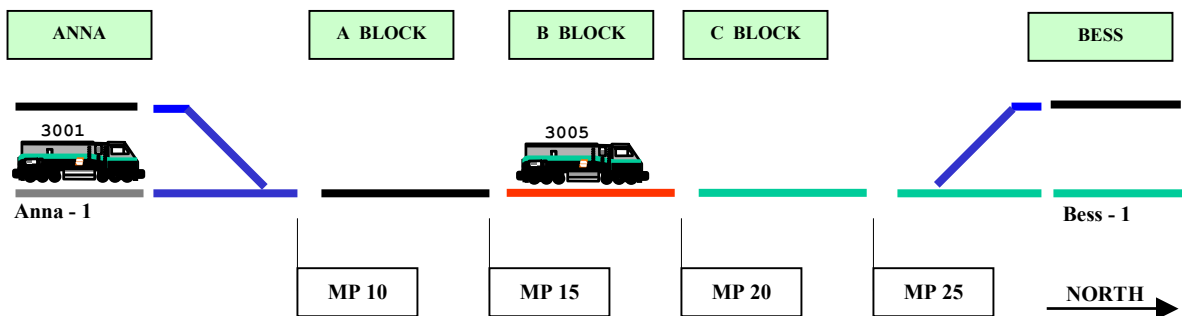 ANNA
A BLOCK
B BLOCK
C BLOCK
BESS
3001
3005
Anna - 1
Bess - 1
MP 10
MP 15
MP 20
MP 25
NORTH